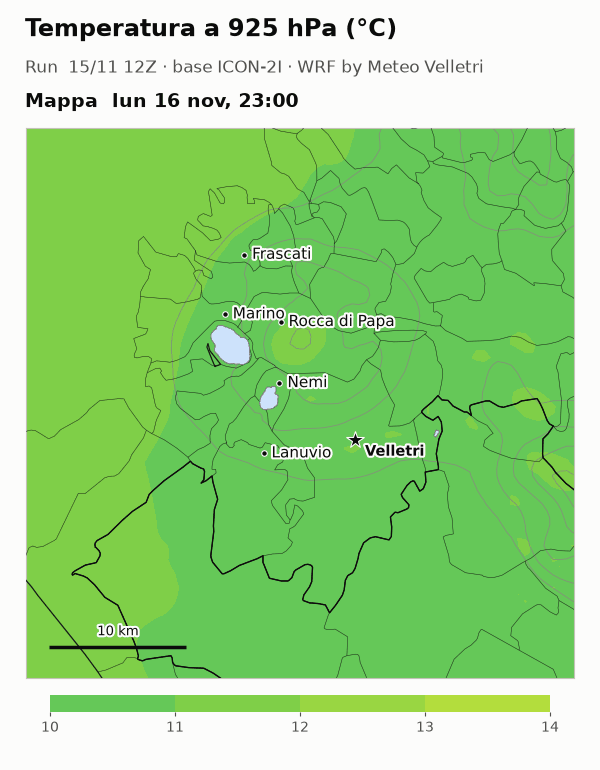 Temperatura a 925 hPa (°C)
Run  15/11 12Z · base ICON-2I · WRF by Meteo Velletri
Mappa  lun 16 nov, 23:00
Frascati
Marino
Rocca di Papa
Nemi
Velletri
Lanuvio
10 km
10 11 12 13 14